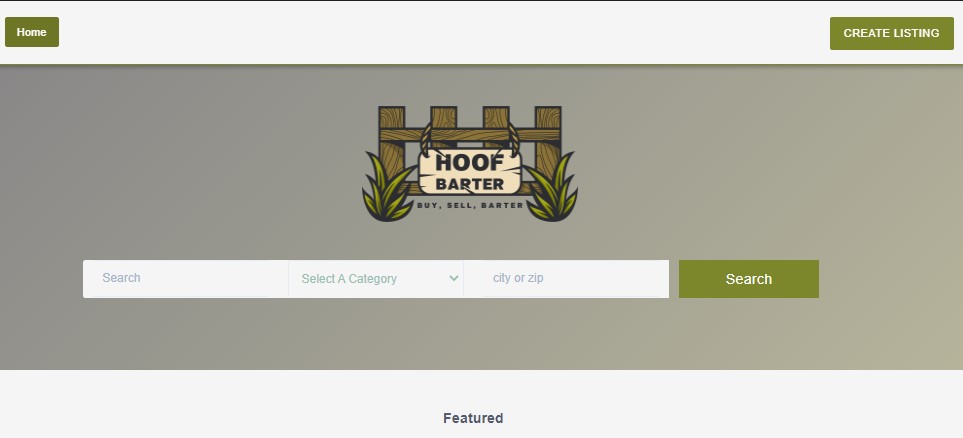 Home
CREATE LISTING
HOOF
BARTER
BUY, SELL, BARTER
Search
Select A Category
city or zip
Search
Featured